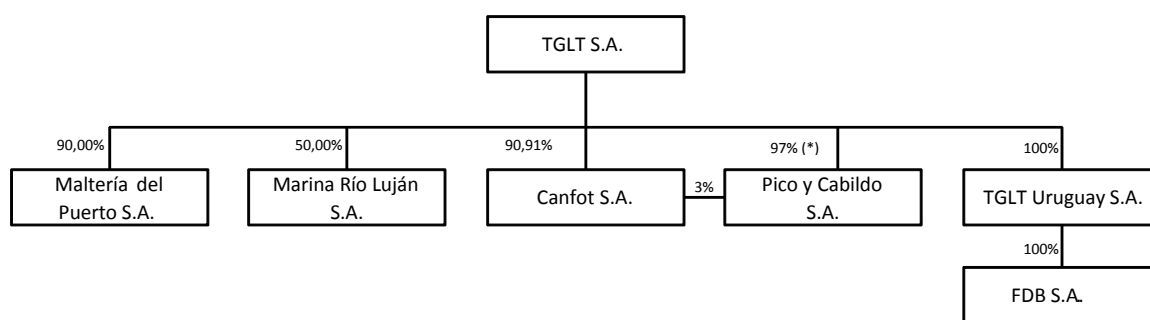 TGLT S.A.
90,00%
50,00%
90,91%
97% (*)
100%
Maltería del
Puerto S.A.
Marina Río Luján
S.A.
Canfot S.A.
3%
Pico y Cabildo
S.A.
TGLT Uruguay S.A.
100%
FDB S.A.